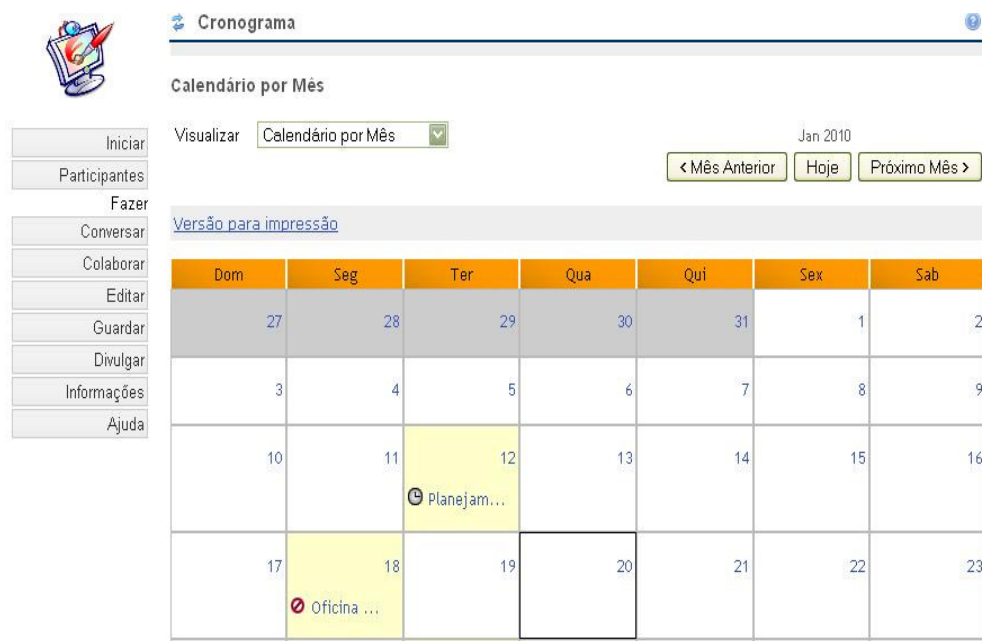 Cronograma
Calendário por Mês
Iniciar
Participantes
Fazer
Conversar
Colaborar
Editar
Guardar
Divulgar
Informações
Ajuda
Visualizar Calendário por Mês Jan 2010
< Mês Anterior Hoje Próximo Mês >
Versão para impressão
Dom Seg Ter Qua Qui Sex Sab
27 28 29 30 31 1 2
3 4 5 6 7 8 9
10 11 12 13 14 15 16
Planejam...
17 18 19 20 21 22 23
Oficina ...